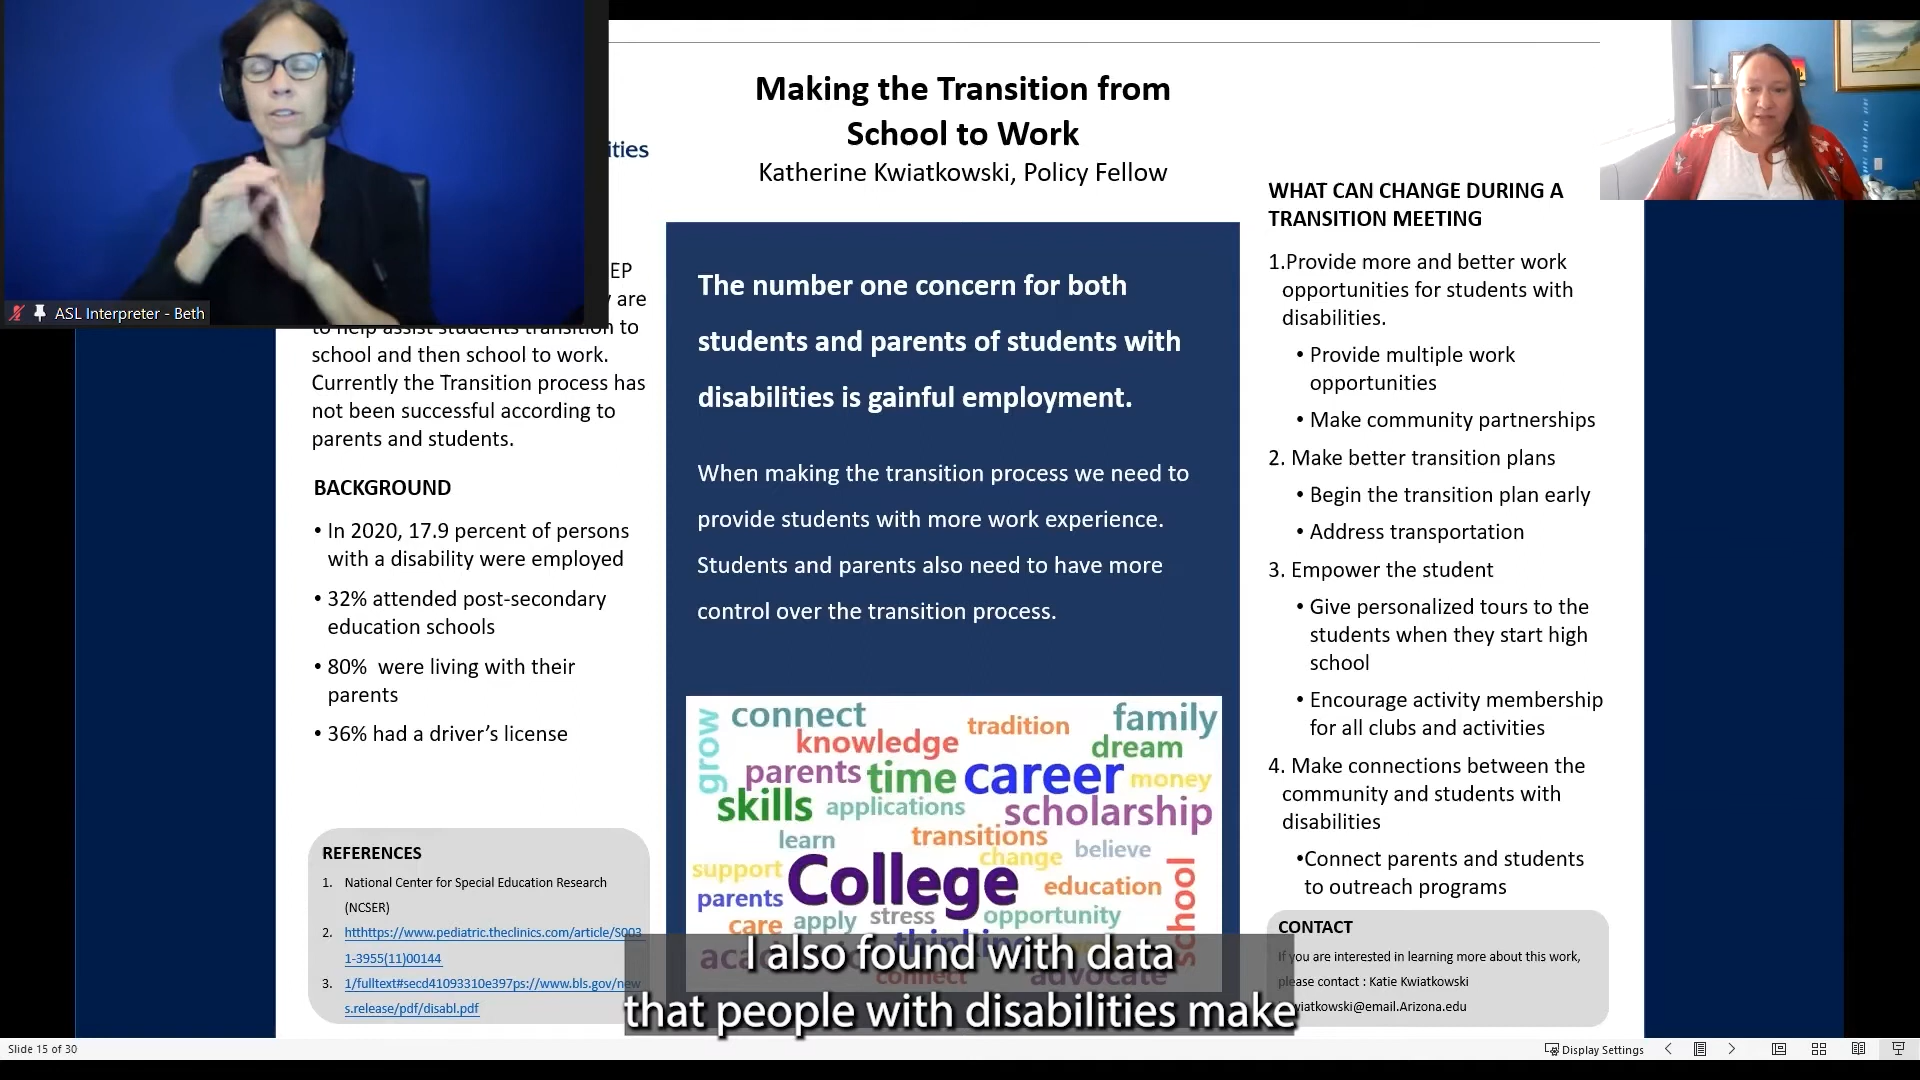 ASL Interpreter - Beth
ities
Making the Transition from
School to Work
Katherine Kwiatkowski, Policy Fellow
EP
are
to help assist students transition to
school and then school to work.
Currently the Transition process has
not been successful according to
parents and students.
BACKGROUND
• In 2020, 17.9 percent of persons
with a disability were employed
• 32% attended post-secondary
education schools
• 80% were living with their
parents
• 36% had a driver's license
REFERENCES
1. National Center for Special Education Research
(NCSER)
2. htthttps://www.pediatric.theclinics.com/article/S003
1-3955(11)00144
3. 1/fulltext#secd41093310e397ps://www.bls.gov/new
s.release/pdf/disabl.pdf
The number one concern for both
students and parents of students with
disabilities is gainful employment.
When making the transition process we need to
provide students with more work experience.
Students and parents also need to have more
control over the transition process.
grow connect tradition family
knowledge dream
parents time career money
skills applications scholarship
learn transitions
change believe
support College
parents education school
care apply stress opportunity
thinking
connect advocate
WHAT CAN CHANGE DURING A
TRANSITION MEETING
1.Provide more and better work
opportunities for students with
disabilities.
• Provide multiple work
opportunities
• Make community partnerships
2. Make better transition plans
• Begin the transition plan early
• Address transportation
3. Empower the student
• Give personalized tours to the
students when they start high
school
• Encourage activity membership
for all clubs and activities
4. Make connections between the
community and students with
disabilities
•Connect parents and students
to outreach programs
CONTACT
If you are interested in learning more about this work,
please contact : Katie Kwiatkowski
wiatkowski@email.Arizona.edu
I also found with data
that people with disabilities make
Slide 15 of 30
Display Settings